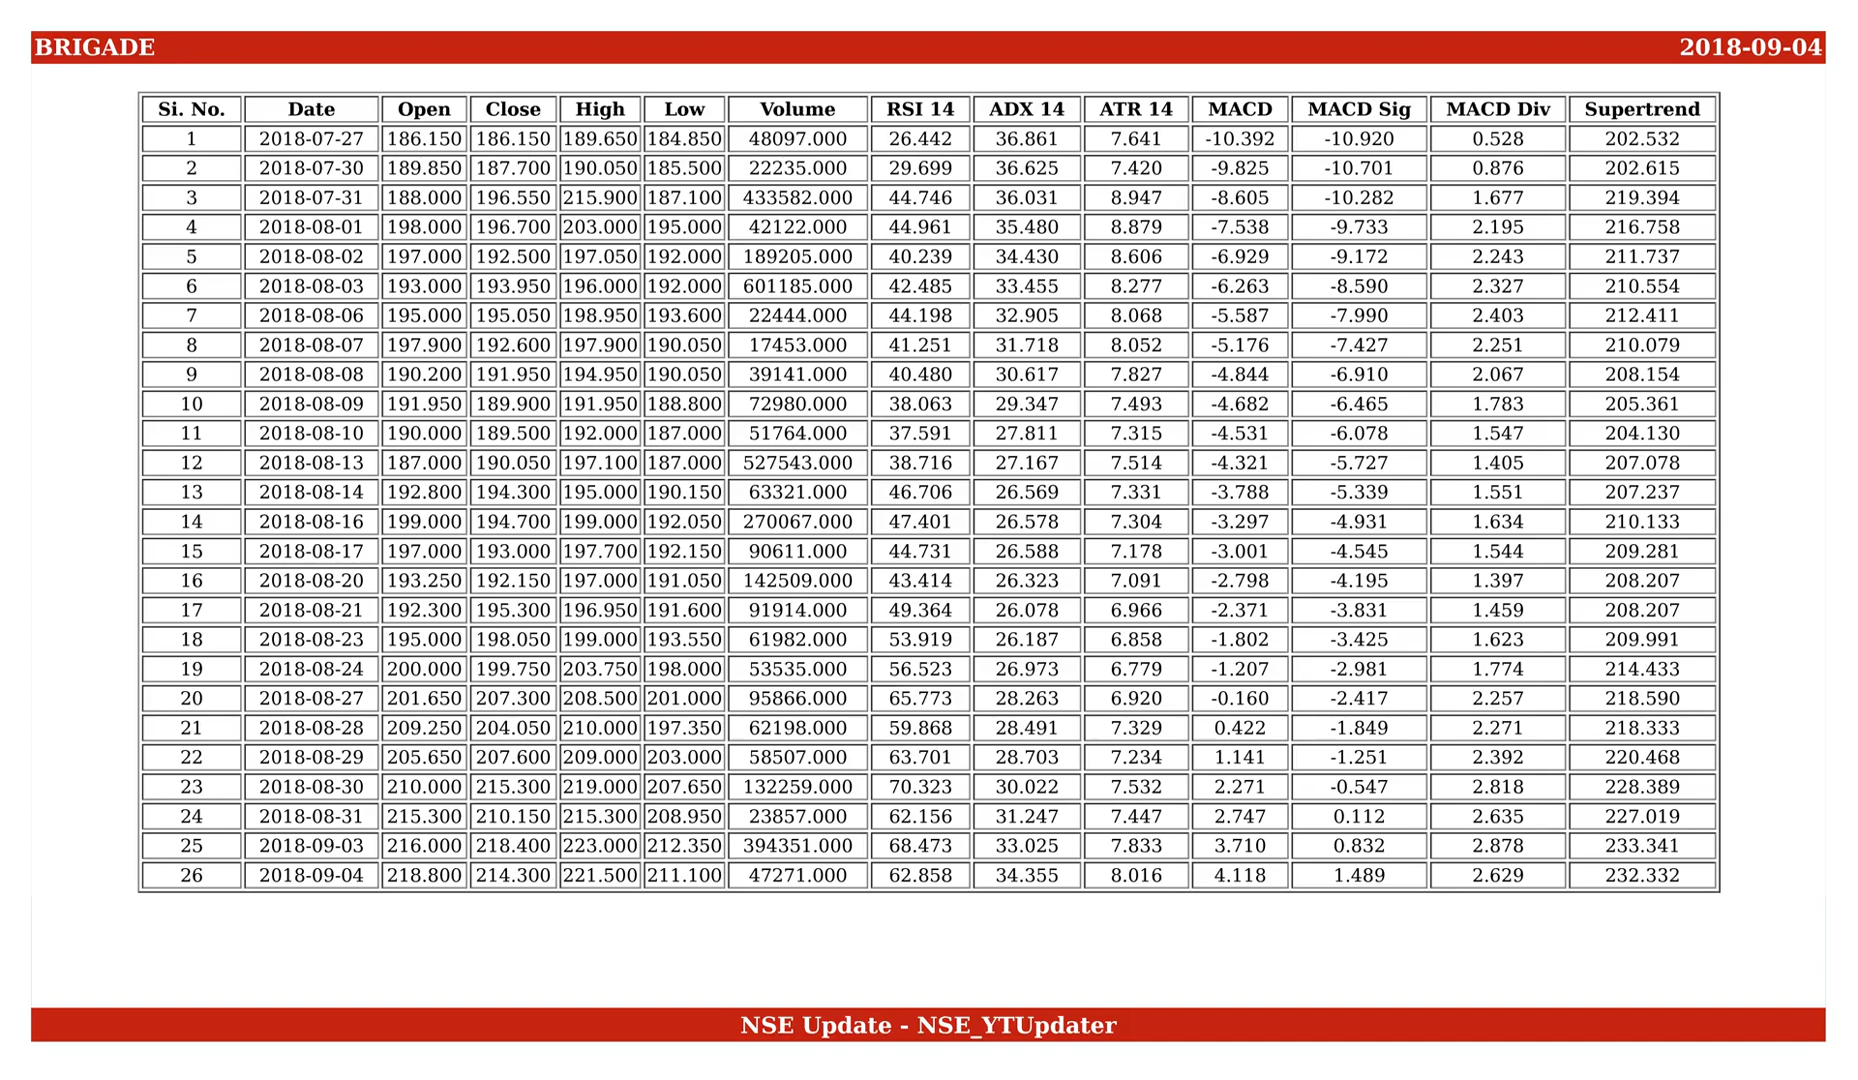 BRIGADE 2018-09-04
Si. No. Date Open Close High Low Volume RSI 14 ADX 14 ATR 14 MACD MACD Sig MACD Div Supertrend
1 2018-07-27 186.150 186.150 189.650 184.850 48097.000 26.442 36.861 7.641 -10.392 -10.920 0.528 202.532
2 2018-07-30 189.850 187.700 190.050 185.500 22235.000 29.699 36.625 7.420 -9.825 -10.701 0.876 202.615
3 2018-07-31 188.000 196.550 215.900 187.100 433582.000 44.746 36.031 8.947 -8.605 -10.282 1.677 219.394
4 2018-08-01 198.000 196.700 203.000 195.000 42122.000 44.961 35.480 8.879 -7.538 -9.733 2.195 216.758
5 2018-08-02 197.000 192.500 197.050 192.000 189205.000 40.239 34.430 8.606 -6.929 -9.172 2.243 211.737
6 2018-08-03 193.000 193.950 196.000 192.000 601185.000 42.485 33.455 8.277 -6.263 -8.590 2.327 210.554
7 2018-08-06 195.000 195.050 198.950 193.600 22444.000 44.198 32.905 8.068 -5.587 -7.990 2.403 212.411
8 2018-08-07 197.900 192.600 197.900 190.050 17453.000 41.251 31.718 8.052 -5.176 -7.427 2.251 210.079
9 2018-08-08 190.200 191.950 194.950 190.050 39141.000 40.480 30.617 7.827 -4.844 -6.910 2.067 208.154
10 2018-08-09 191.950 189.900 191.950 188.800 72980.000 38.063 29.347 7.493 -4.682 -6.465 1.783 205.361
11 2018-08-10 190.000 189.500 192.000 187.000 51764.000 37.591 27.811 7.315 -4.531 -6.078 1.547 204.130
12 2018-08-13 187.000 190.050 197.100 187.000 527543.000 38.716 27.167 7.514 -4.321 -5.727 1.405 207.078
13 2018-08-14 192.800 194.300 195.000 190.150 63321.000 46.706 26.569 7.331 -3.788 -5.339 1.551 207.237
14 2018-08-16 199.000 194.700 199.000 192.050 270067.000 47.401 26.578 7.304 -3.297 -4.931 1.634 210.133
15 2018-08-17 197.000 193.000 197.700 192.150 90611.000 44.731 26.588 7.178 -3.001 -4.545 1.544 209.281
16 2018-08-20 193.250 192.150 197.000 191.050 142509.000 43.414 26.323 7.091 -2.798 -4.195 1.397 208.207
17 2018-08-21 192.300 195.300 196.950 191.600 91914.000 49.364 26.078 6.966 -2.371 -3.831 1.459 208.207
18 2018-08-23 195.000 198.050 199.000 193.550 61982.000 53.919 26.187 6.858 -1.802 -3.425 1.623 209.991
19 2018-08-24 200.000 199.750 203.750 198.000 53535.000 56.523 26.973 6.779 -1.207 -2.981 1.774 214.433
20 2018-08-27 201.650 207.300 208.500 201.000 95866.000 65.773 28.263 6.920 -0.160 -2.417 2.257 218.590
21 2018-08-28 209.250 204.050 210.000 197.350 62198.000 59.868 28.491 7.329 0.422 -1.849 2.271 218.333
22 2018-08-29 205.650 207.600 209.000 203.000 58507.000 63.701 28.703 7.234 1.141 -1.251 2.392 220.468
23 2018-08-30 210.000 215.300 219.000 207.650 132259.000 70.323 30.022 7.532 2.271 -0.547 2.818 228.389
24 2018-08-31 215.300 210.150 215.300 208.950 23857.000 62.156 31.247 7.447 2.747 0.112 2.635 227.019
25 2018-09-03 216.000 218.400 223.000 212.350 394351.000 68.473 33.025 7.833 3.710 0.832 2.878 233.341
26 2018-09-04 218.800 214.300 221.500 211.100 47271.000 62.858 34.355 8.016 4.118 1.489 2.629 232.332
NSE Update - NSE_YTUpdater